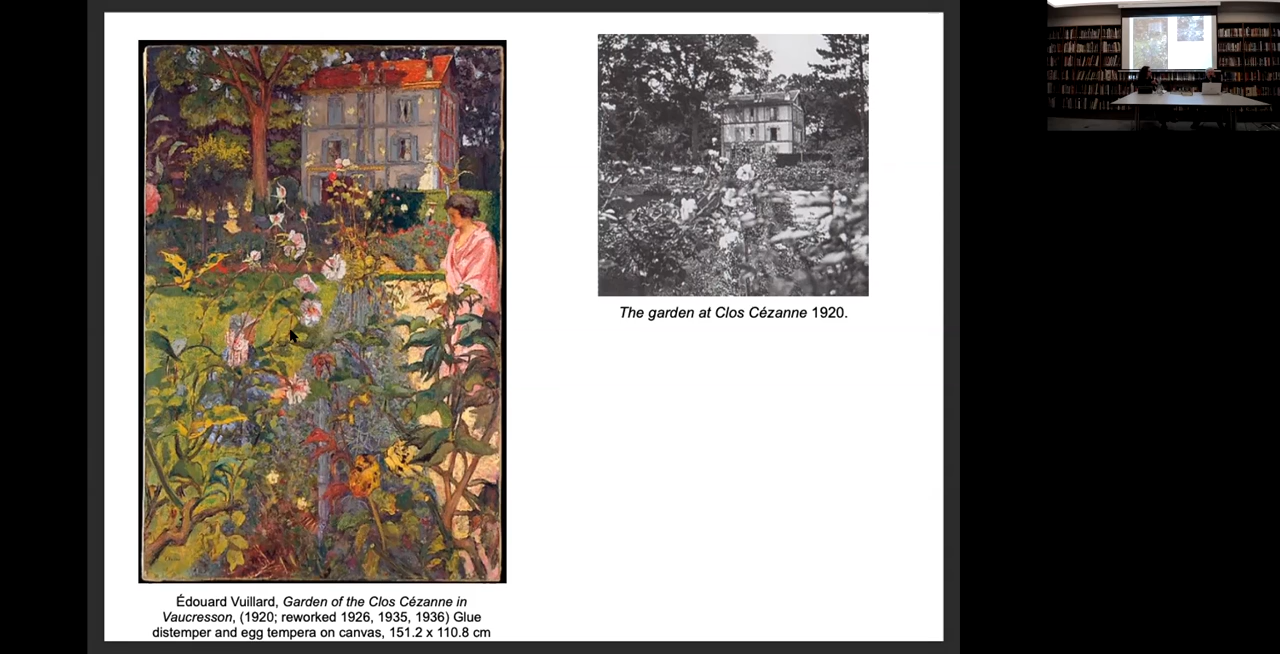 The garden at Clos Cézanne 1920.
Édouard Vuillard, Garden of the Clos Cézanne in
Vaucresson, (1920; reworked 1926, 1935, 1936) Glue
distemper and egg tempera on canvas, 151.2 x 110.8 cm